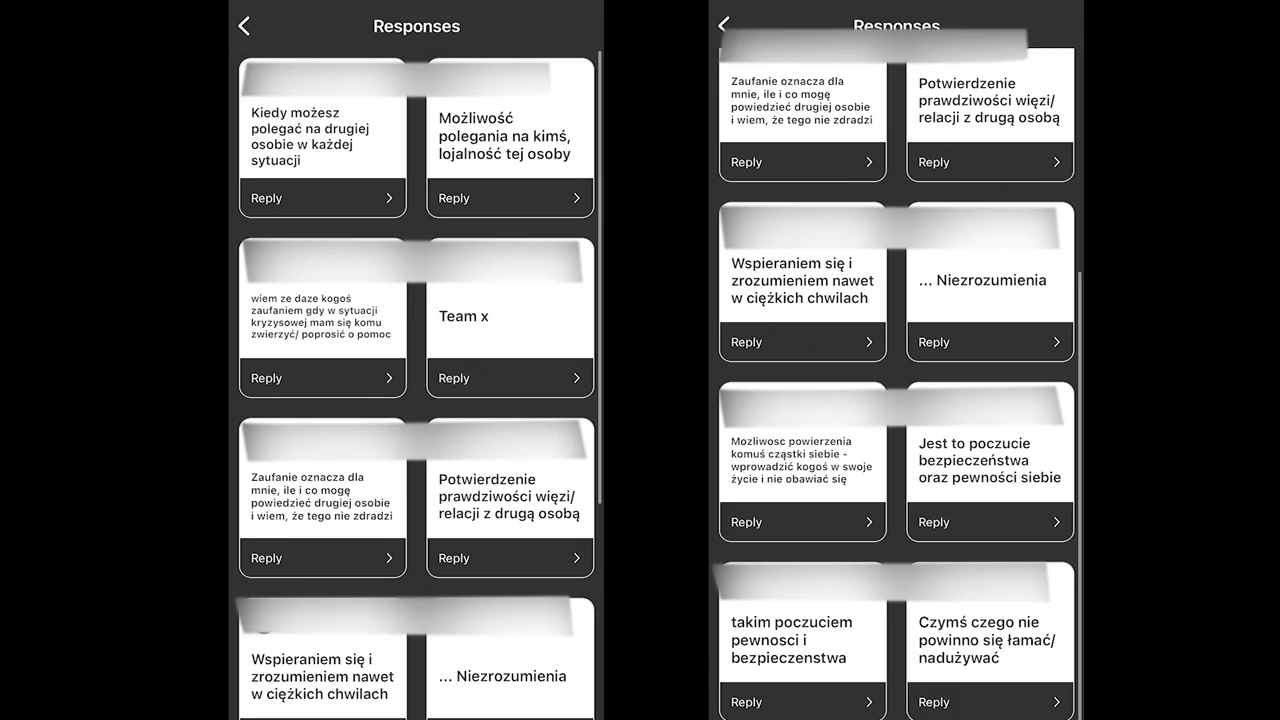 Responses
Kiedy możesz
polegać na drugiej
osobie w każdej
sytuacji
Reply
Możliwość
polegania na kimś,
lojalność tej osoby
Reply
wiem ze daze kogoś
zaufaniem gdy w sytuacji
kryzysowej mam się komu
zwierzyć/ poprosić o pomoc
Reply
Team x
Reply
Zaufanie oznacza dla
mnie, ile i co mogę
powiedzieć drugiej osobie
i wiem, że tego nie zdradzi
Reply
Potwierdzenie
prawdziwości więzi/
relacji z drugą osobą
Reply
Wspieraniem się i
zrozumieniem nawet
w ciężkich chwilach
... Niezrozumienia
Responses
Zaufanie oznacza dla
mnie, ile i co mogę
powiedzieć drugiej osobie
i wiem, że tego nie zdradzi
Reply
Potwierdzenie
prawdziwości więzi/
relacji z drugą osobą
Reply
Wspieraniem się i
zrozumieniem nawet
w ciężkich chwilach
Reply
... Niezrozumienia
Reply
Mozliwosc powierzenia
komuś cząstki siebie -
wprowadzić kogoś w swoje
życie i nie obawiać się
Reply
Jest to poczucie
bezpieczeństwa
oraz pewności siebie
Reply
takim poczuciem
pewnosci i
bezpieczenstwa
Reply
Czymś czego nie
powinno się łamać/
nadużywać
Reply